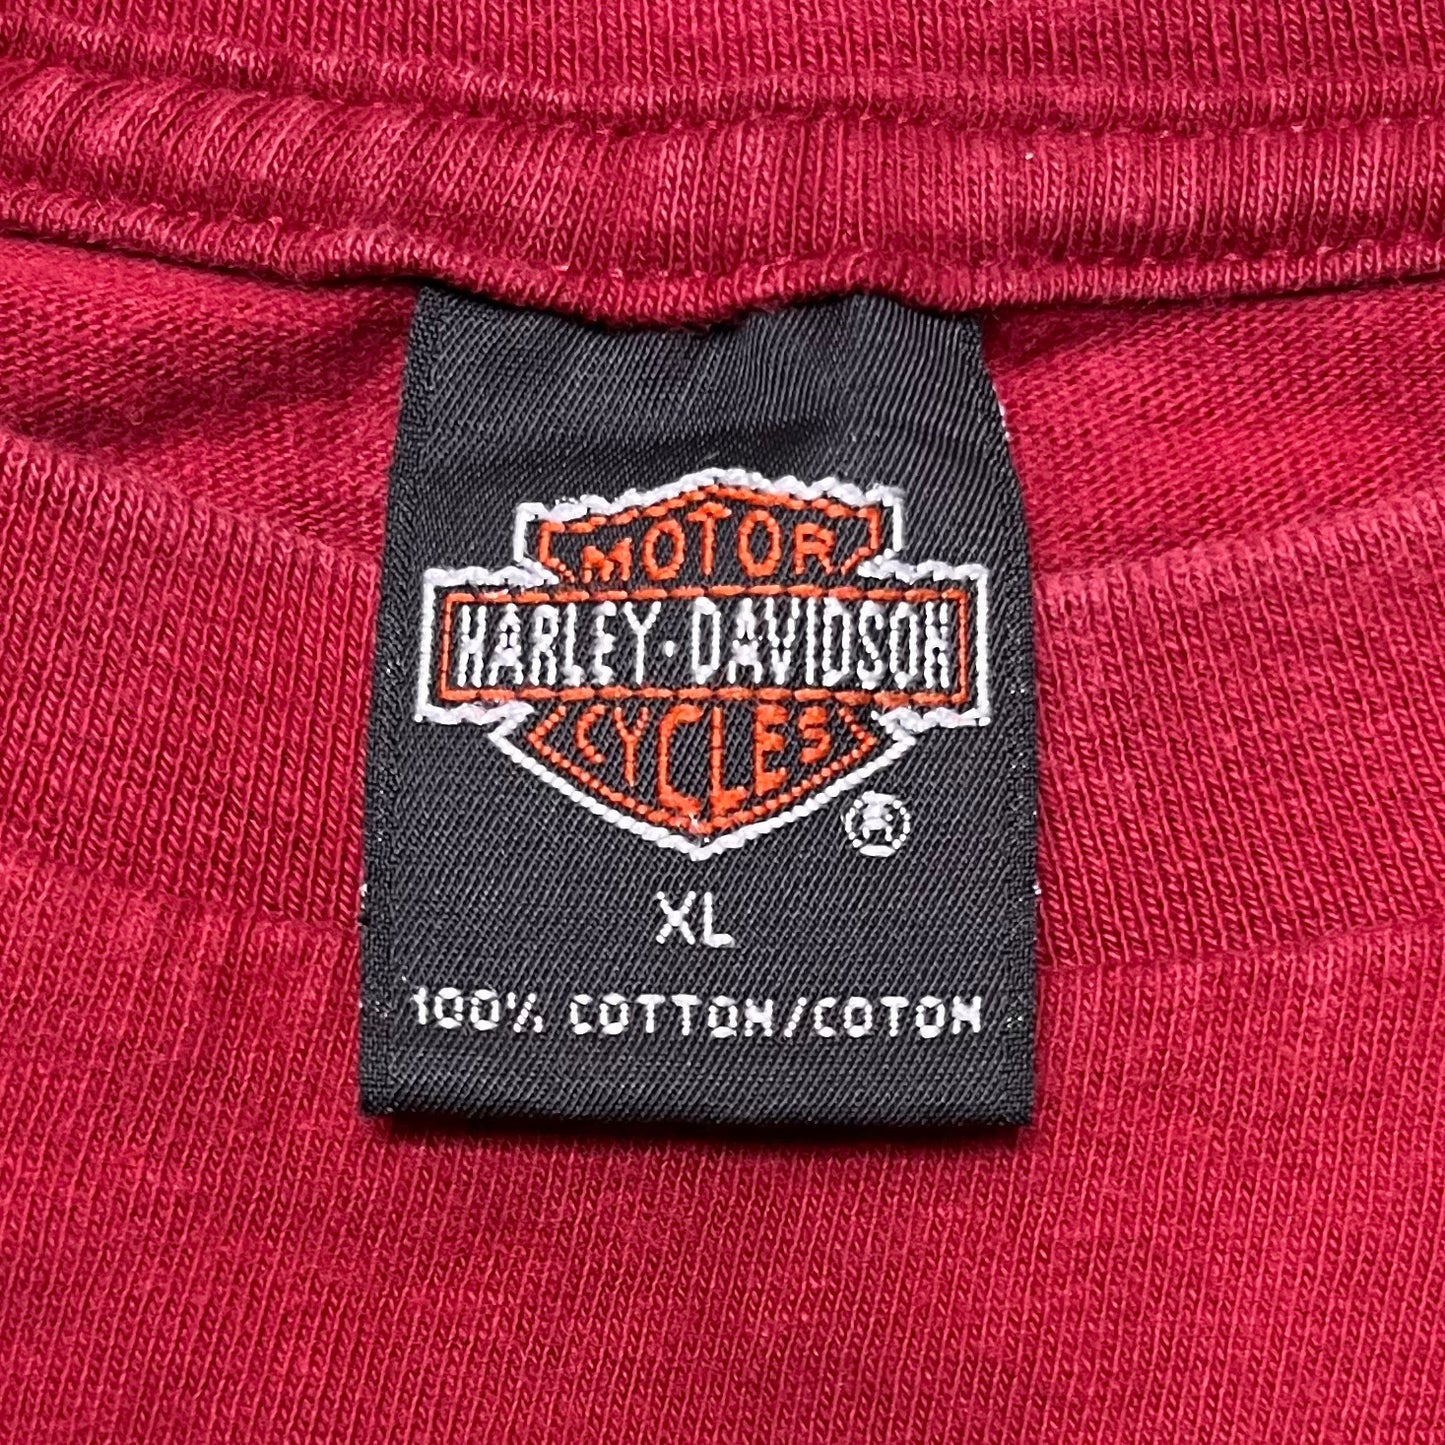 MOTOR
HARLEY-DAVIDSON
CYCLES
®
XL
100% COTTON/COTON